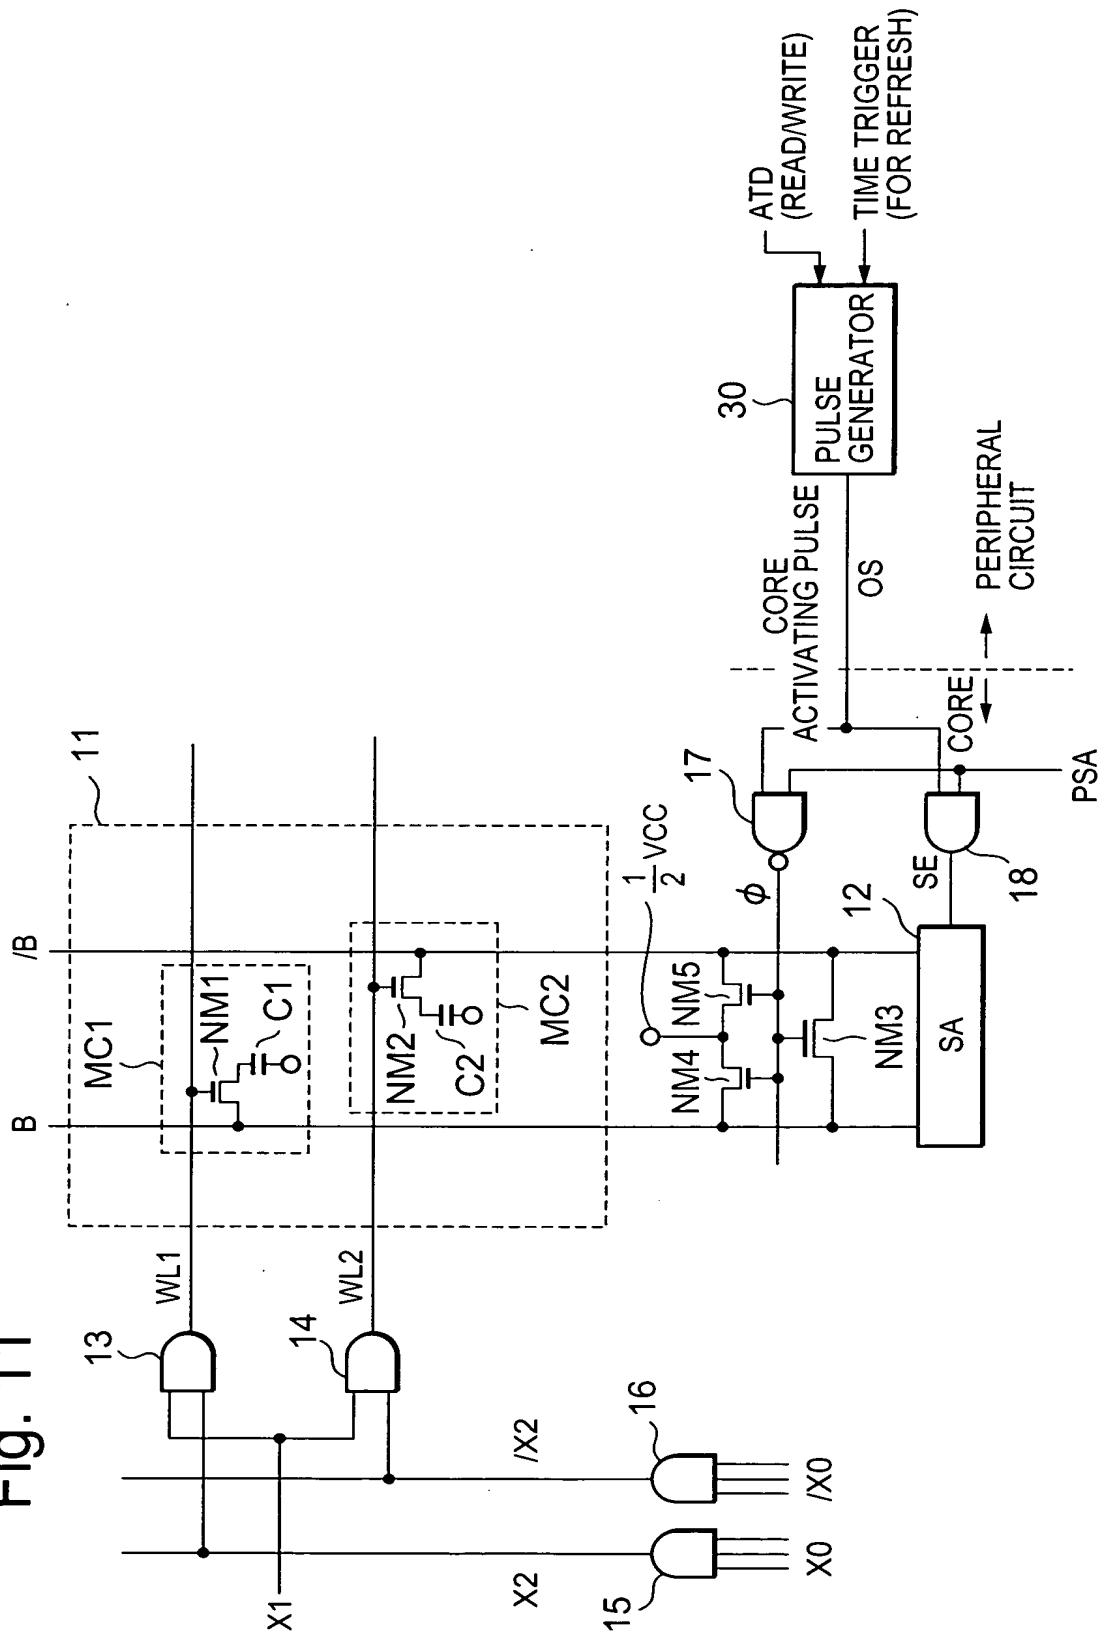 Fig. 11
11
B
/B
MC1
NM1
C1
WL1
13
WL2
14
NM2
C2
MC2
X1
X2
/X2
15
16
X0
/X0
1/2 VCC
NM4
NM5
ϕ
NM3
17
12
SA
SE
18
PSA
CORE
ACTIVATING PULSE
OS
CORE
PERIPHERAL
CIRCUIT
30
PULSE
GENERATOR
ATD
(READ/WRITE)
TIME TRIGGER
(FOR REFRESH)